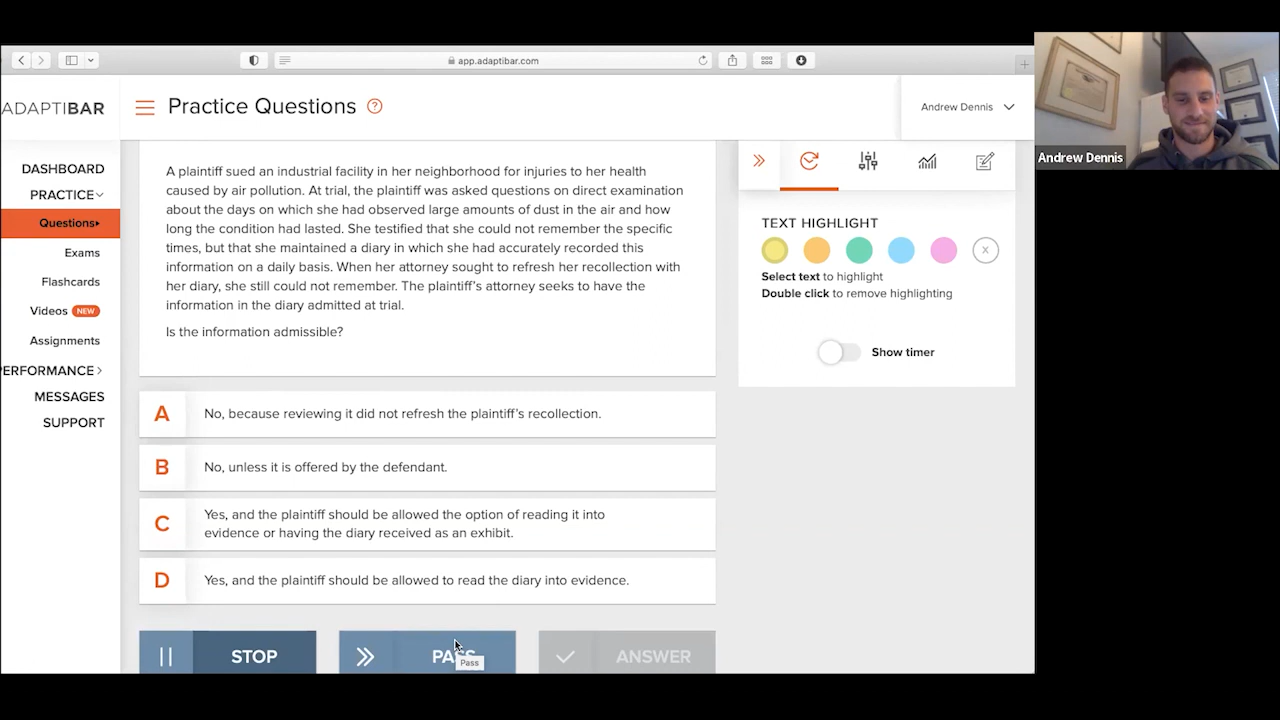 app.adaptibar.com
ADAPTIBAR
Practice Questions ?
Andrew Dennis
Andrew Dennis
DASHBOARD
PRACTICE
Questions
Exams
Flashcards
Videos NEW
Assignments
PERFORMANCE
MESSAGES
SUPPORT
A plaintiff sued an industrial facility in her neighborhood for injuries to her health
caused by air pollution. At trial, the plaintiff was asked questions on direct examination
about the days on which she had observed large amounts of dust in the air and how
long the condition had lasted. She testified that she could not remember the specific
times, but that she maintained a diary in which she had accurately recorded this
information on a daily basis. When her attorney sought to refresh her recollection with
her diary, she still could not remember. The plaintiff's attorney seeks to have the
information in the diary admitted at trial.
Is the information admissible?
A No, because reviewing it did not refresh the plaintiff's recollection.
B No, unless it is offered by the defendant.
C Yes, and the plaintiff should be allowed the option of reading it into
evidence or having the diary received as an exhibit.
D Yes, and the plaintiff should be allowed to read the diary into evidence.
STOP
PASS
Pass
ANSWER
TEXT HIGHLIGHT
X
Select text to highlight
Double click to remove highlighting
Show timer